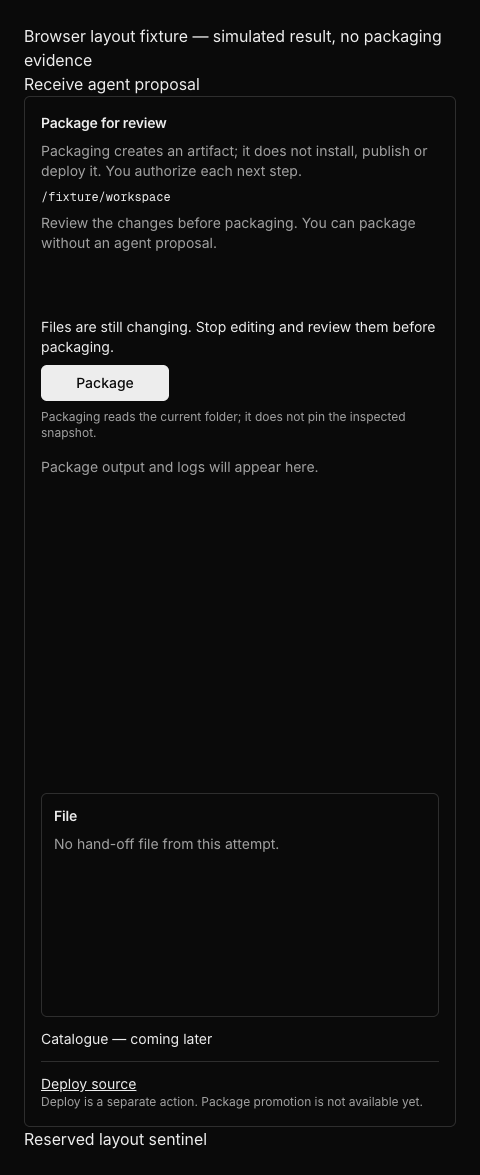 Browser layout fixture — simulated result, no packaging
evidence
Receive agent proposal
Package for review
Packaging creates an artifact; it does not install, publish or
deploy it. You authorize each next step.
/fixture/workspace
Review the changes before packaging. You can package
without an agent proposal.
Files are still changing. Stop editing and review them before
packaging.
Package
Packaging reads the current folder; it does not pin the inspected
snapshot.
Package output and logs will appear here.
File
No hand-off file from this attempt.
Catalogue — coming later
Deploy source
Deploy is a separate action. Package promotion is not available yet.
Reserved layout sentinel